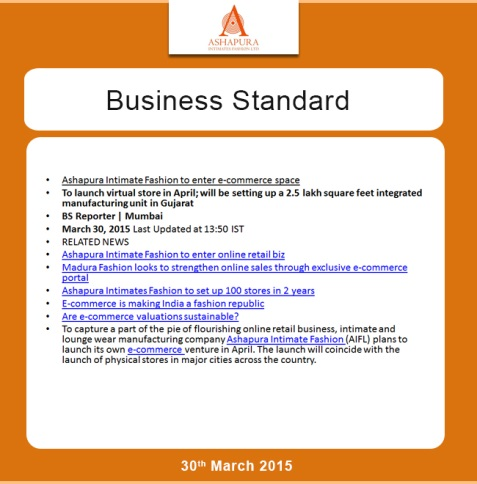 ASHAPURA
INTIMATES FASHION LTD
Business Standard
• Ashapura Intimate Fashion to enter e-commerce space
• To launch virtual store in April; will be setting up a 2.5 lakh square feet integrated
manufacturing unit in Gujarat
• BS Reporter | Mumbai
• March 30, 2015 Last Updated at 13:50 IST
• RELATED NEWS
• Ashapura Intimate Fashion to enter online retail biz
• Madura Fashion looks to strengthen online sales through exclusive e-commerce
portal
• Ashapura Intimates Fashion to set up 100 stores in 2 years
• E-commerce is making India a fashion republic
• Are e-commerce valuations sustainable?
• To capture a part of the pie of flourishing online retail business, intimate and
lounge wear manufacturing company Ashapura Intimate Fashion (AIFL) plans to
launch its own e-commerce venture in April. The launch will coincide with the
launch of physical stores in major cities across the country.
30th March 2015